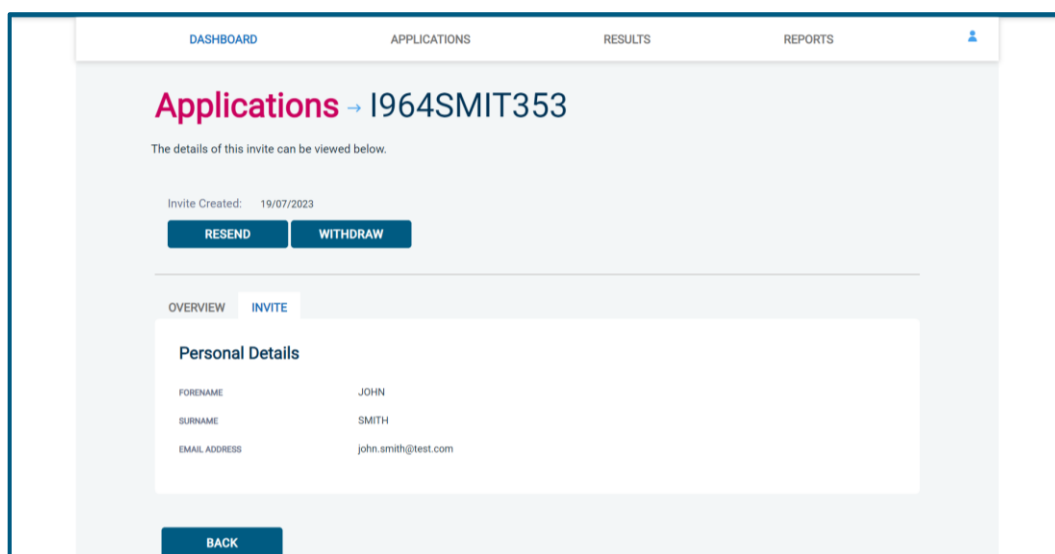 DASHBOARD APPLICATIONS RESULTS REPORTS
Applications → I964SMIT353
The details of this invite can be viewed below.
Invite Created: 19/07/2023
RESEND WITHDRAW
OVERVIEW INVITE
Personal Details
FORENAME JOHN
SURNAME SMITH
EMAIL ADDRESS john.smith@test.com
BACK